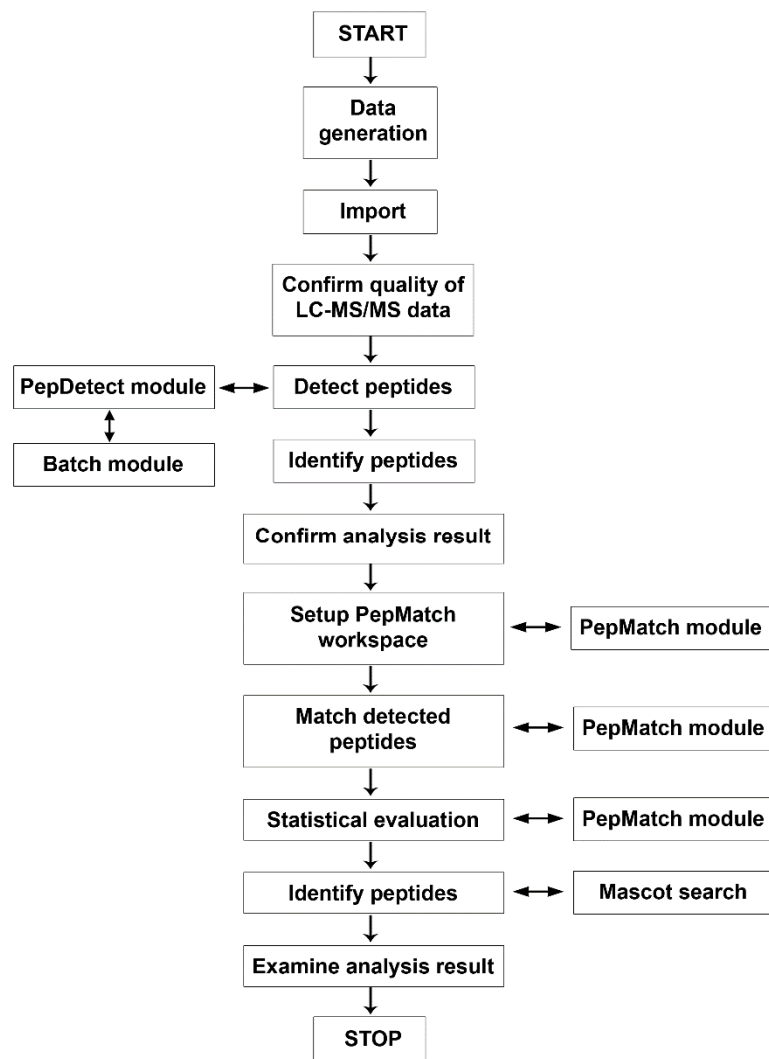 START
Data
generation
Import
Confirm quality of
LC-MS/MS data
PepDetect module
Detect peptides
Batch module
Identify peptides
Confirm analysis result
Setup PepMatch
workspace
PepMatch module
Match detected
peptides
PepMatch module
Statistical evaluation
PepMatch module
Identify peptides
Mascot search
Examine analysis result
STOP